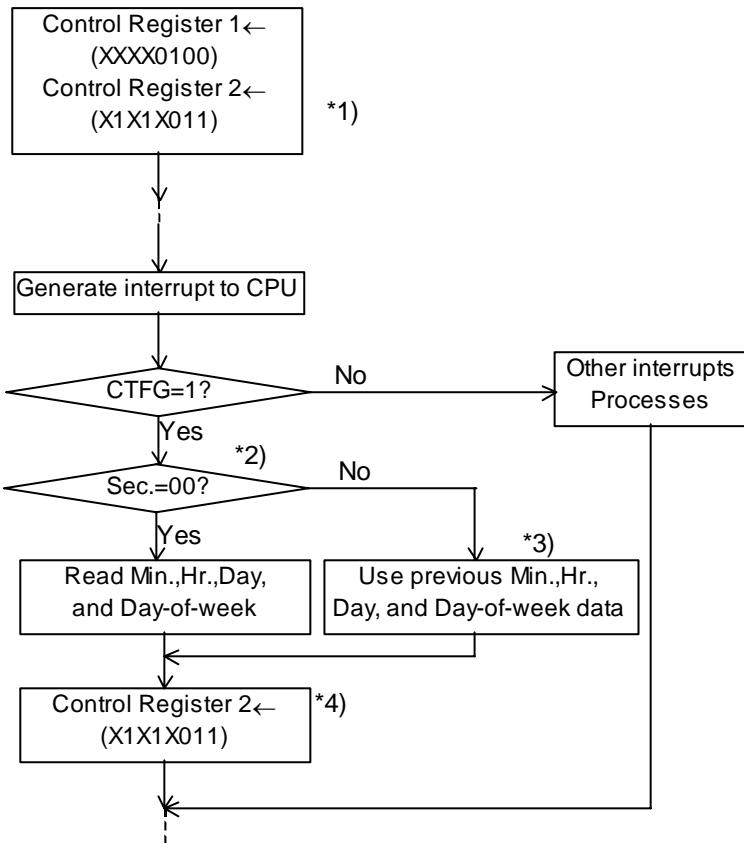 Control Register 1←
(XXXX0100)
Control Register 2←
(X1X1X011)
*1)
Generate interrupt to CPU
CTFG=1?
No
Other interrupts
Processes
Yes
*2)
Sec.=00?
No
Yes
*3)
Read Min.,Hr.,Day,
and Day-of-week
Use previous Min.,Hr.,
Day, and Day-of-week data
Control Register 2←
(X1X1X011)
*4)